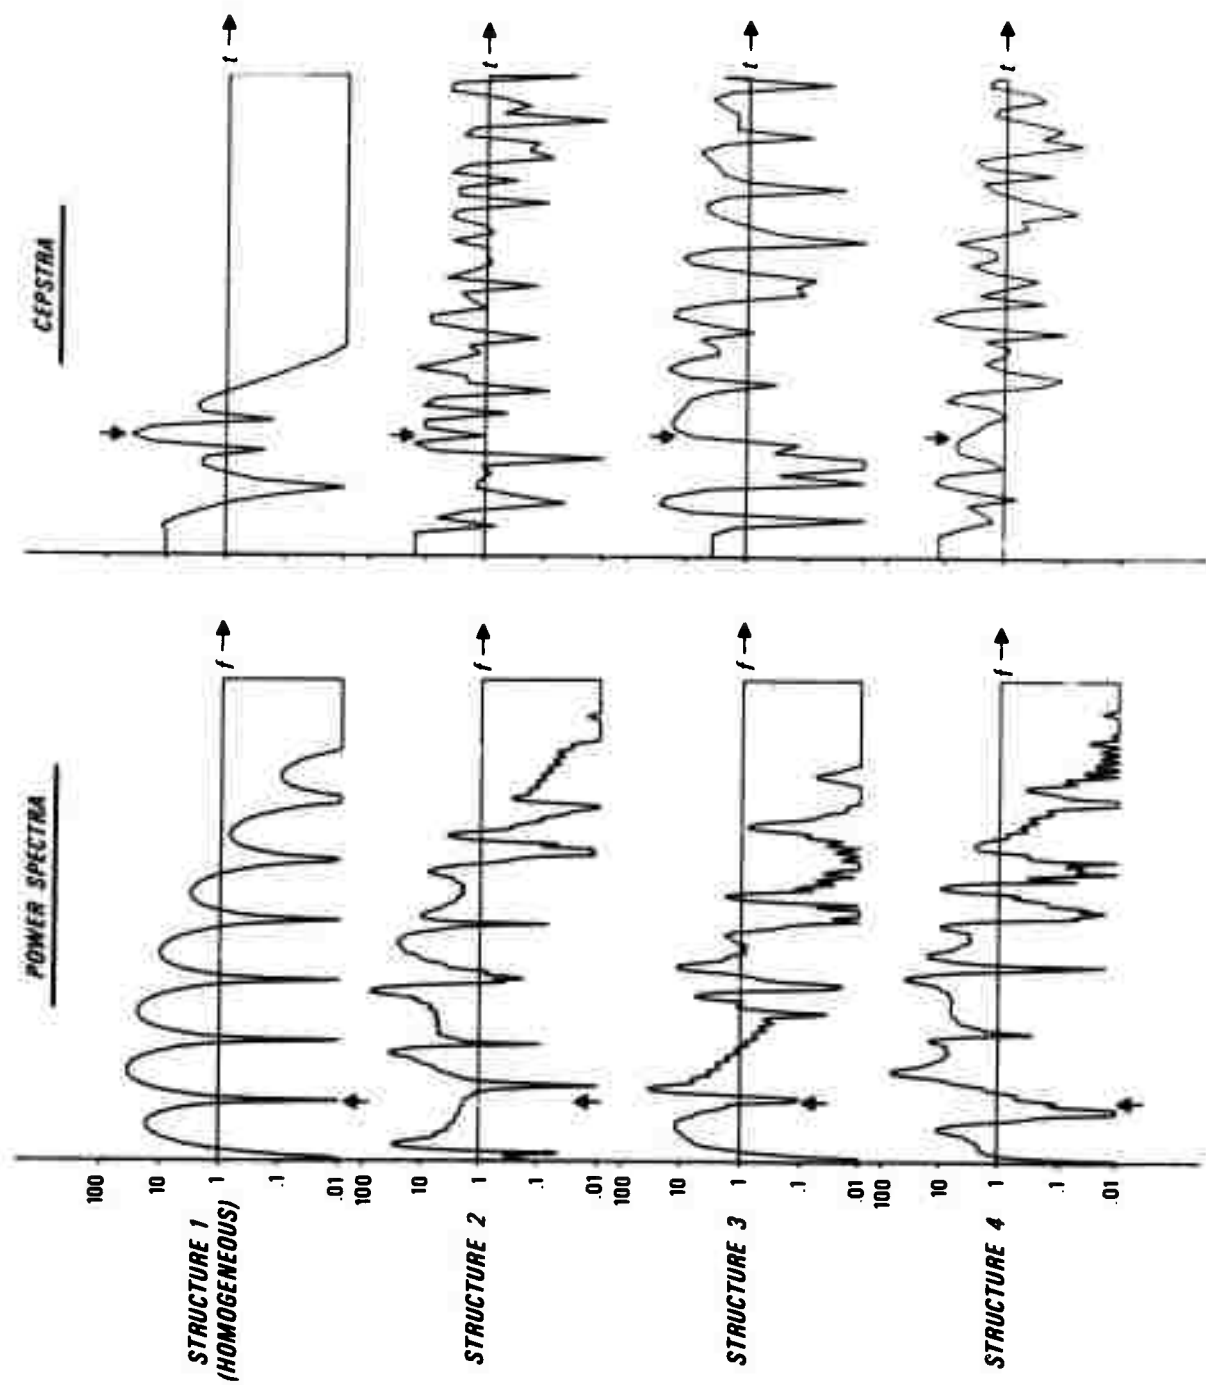 POWER SPECTRA
CEPSTRA
STRUCTURE 1
(HOMOGENEOUS)
100
10
1
.1
.01
f
t
STRUCTURE 2
100
10
1
.1
.01
f
t
STRUCTURE 3
100
10
1
.1
.01
f
t
STRUCTURE 4
100
10
1
.1
.01
f
t